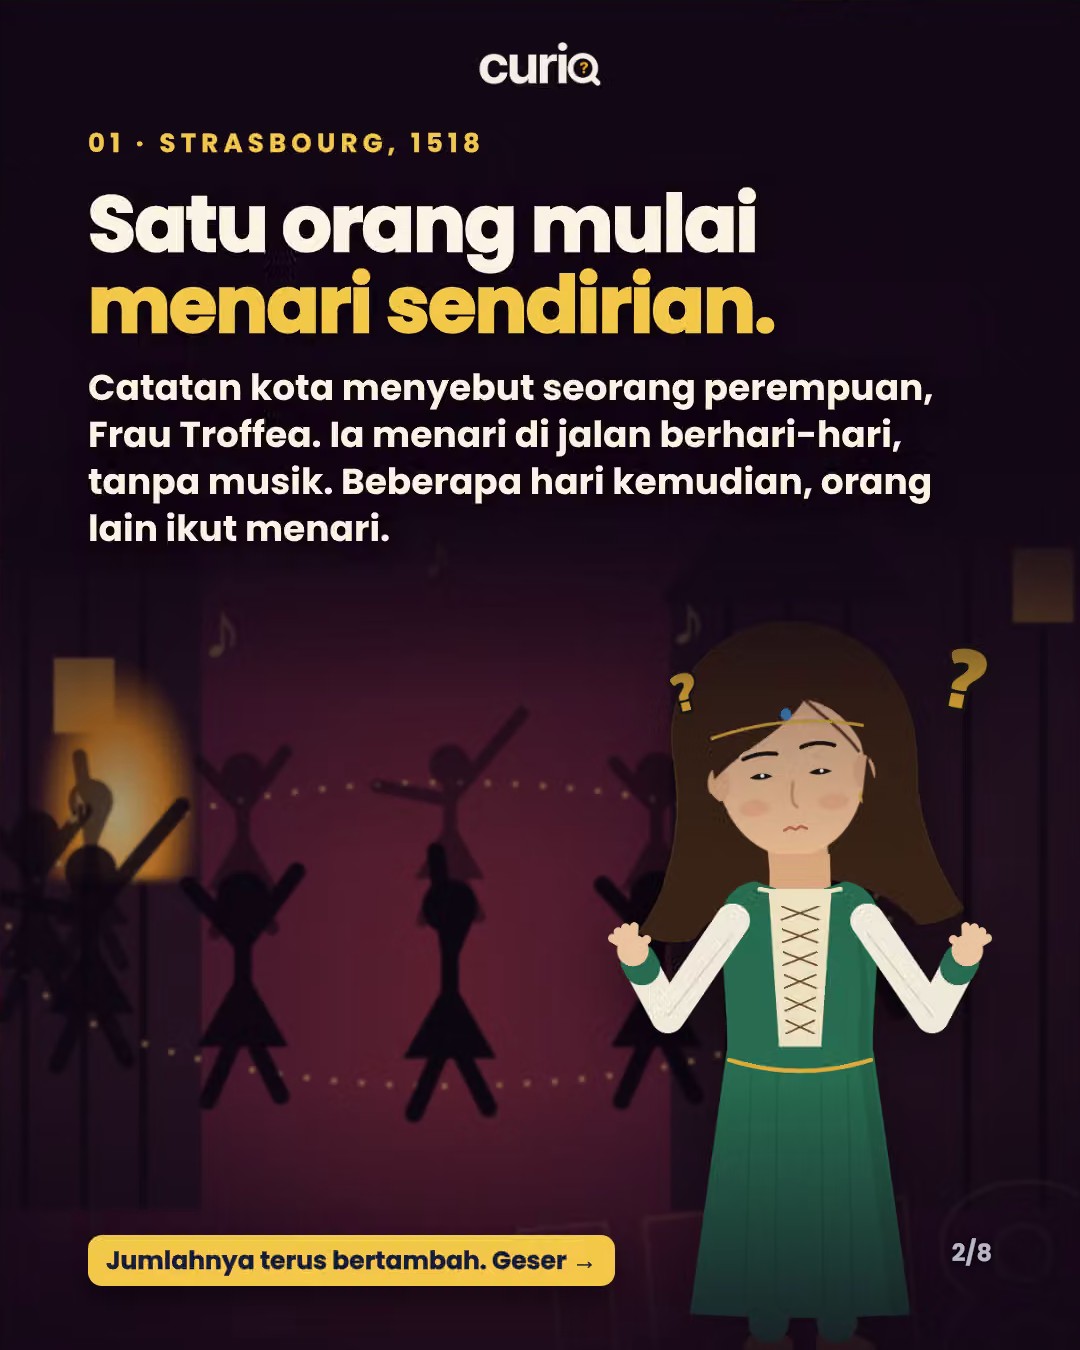 curio
01 · STRASBOURG, 1518
Satu orang mulai
menari sendirian.
Catatan kota menyebut seorang perempuan,
Frau Troffea. Ia menari di jalan berhari-hari,
tanpa musik. Beberapa hari kemudian, orang
lain ikut menari.
? ?
Jumlahnya terus bertambah. Geser →
2/8